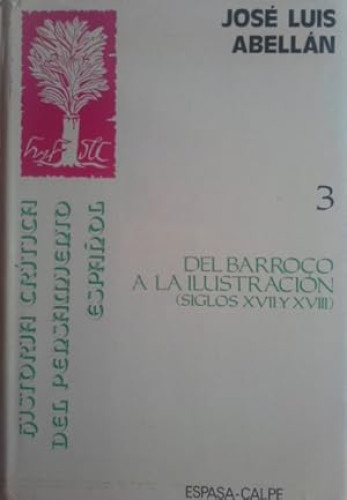 JOSÉ LUIS
ABELLÁN
HISTORIA CRÍTICA
DEL PENSAMIENTO
ESPAÑOL
3
DEL BARROCO
A LA ILUSTRACIÓN
(SIGLOS XVII Y XVIII)
ESPASA-CALPE